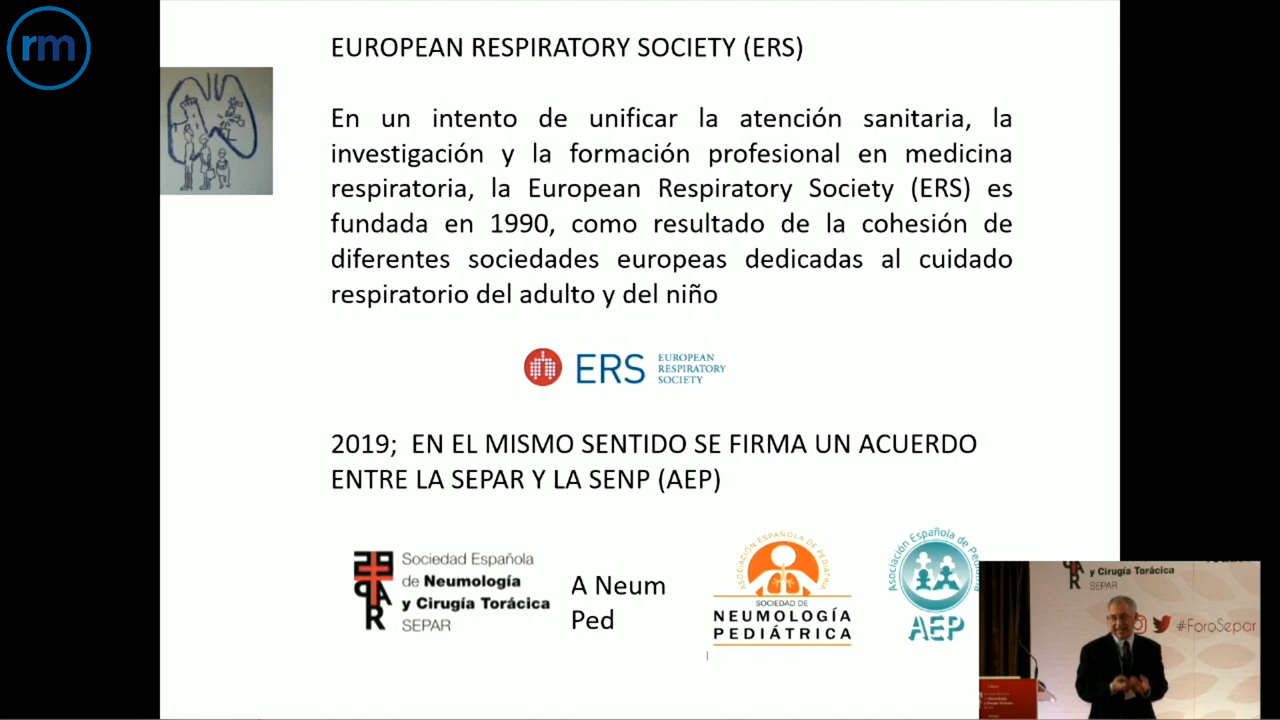 rm
EUROPEAN RESPIRATORY SOCIETY (ERS)
En un intento de unificar la atención sanitaria, la
investigación y la formación profesional en medicina
respiratoria, la European Respiratory Society (ERS) es
fundada en 1990, como resultado de la cohesión de
diferentes sociedades europeas dedicadas al cuidado
respiratorio del adulto y del niño
ERS
EUROPEAN
RESPIRATORY
SOCIETY
2019; EN EL MISMO SENTIDO SE FIRMA UN ACUERDO
ENTRE LA SEPAR Y LA SENP (AEP)
Sociedad Española
de Neumología
y Cirugía Torácica
SEPAR
A Neum
Ped
ASOCIACIÓN ESPAÑOLA DE PEDIATRÍA
SOCIEDAD DE
NEUMOLOGÍA
PEDIÁTRICA
Asociación Española de
AEP
y Cirugía Torácica
SEPAR
#ForoSepar